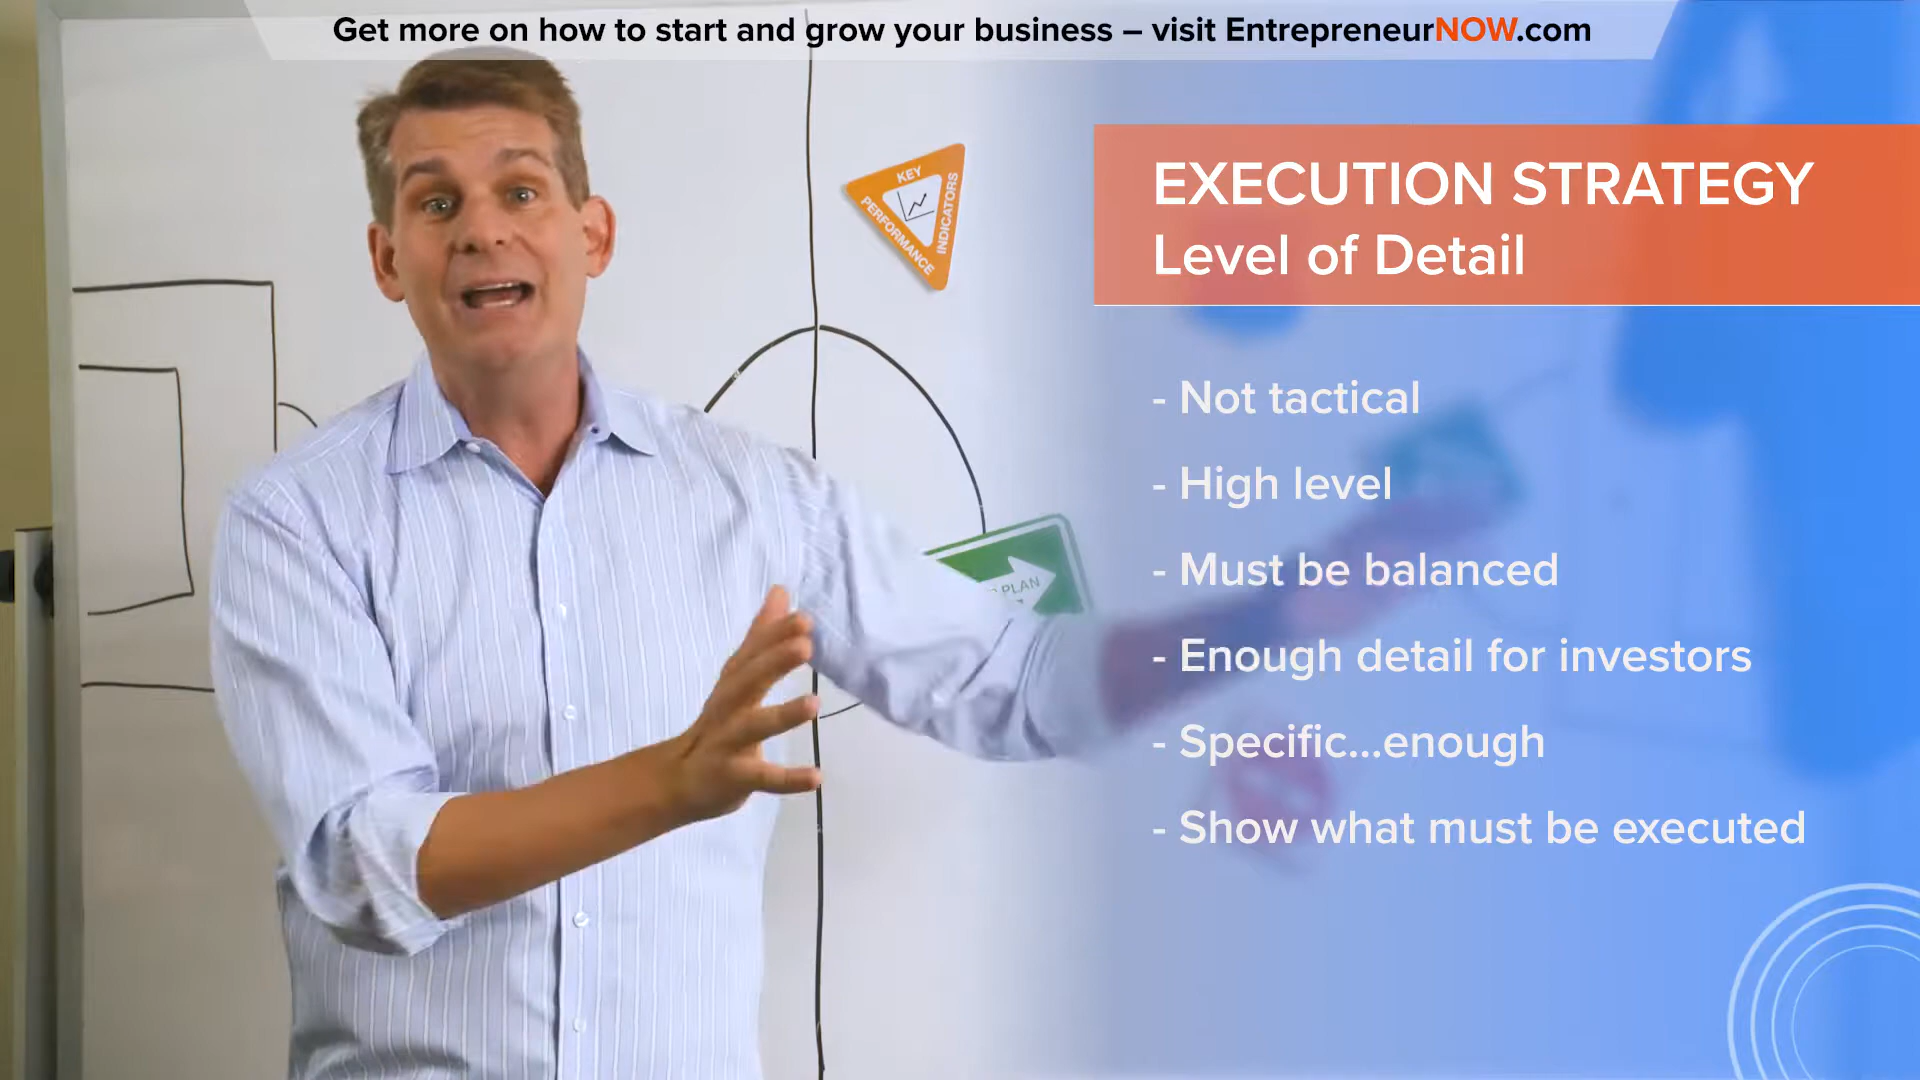 Get more on how to start and grow your business – visit EntrepreneurNOW.com
KEY
PERFORMANCE
INDICATORS
EXECUTION STRATEGY
Level of Detail
- Not tactical
- High level
- Must be balanced
PLAN
- Enough detail for investors
- Specific...enough
- Show what must be executed